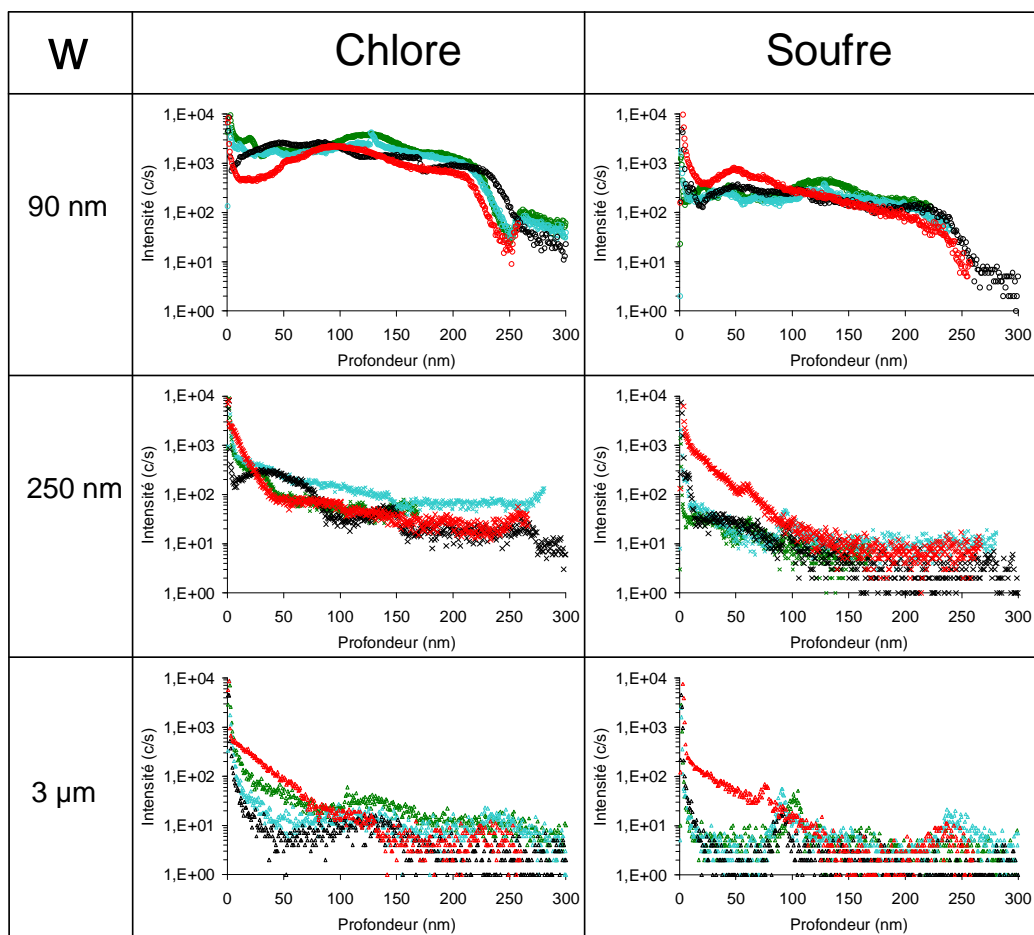 w Chlore Soufre
90 nm
Intensité (c/s)
1,E+04
1,E+03
1,E+02
1,E+01
1,E+00
0 50 100 150 200 250 300
Profondeur (nm)
Intensité (c/s)
1,E+04
1,E+03
1,E+02
1,E+01
1,E+00
0 50 100 150 200 250 300
Profondeur (nm)
250 nm
Intensité (c/s)
1,E+04
1,E+03
1,E+02
1,E+01
1,E+00
0 50 100 150 200 250 300
Profondeur (nm)
Intensité (c/s)
1,E+04
1,E+03
1,E+02
1,E+01
1,E+00
0 50 100 150 200 250 300
Profondeur (nm)
3 µm
Intensité (c/s)
1,E+04
1,E+03
1,E+02
1,E+01
1,E+00
0 50 100 150 200 250 300
Profondeur (nm)
Intensité (c/s)
1,E+04
1,E+03
1,E+02
1,E+01
1,E+00
0 50 100 150 200 250 300
Profondeur (nm)